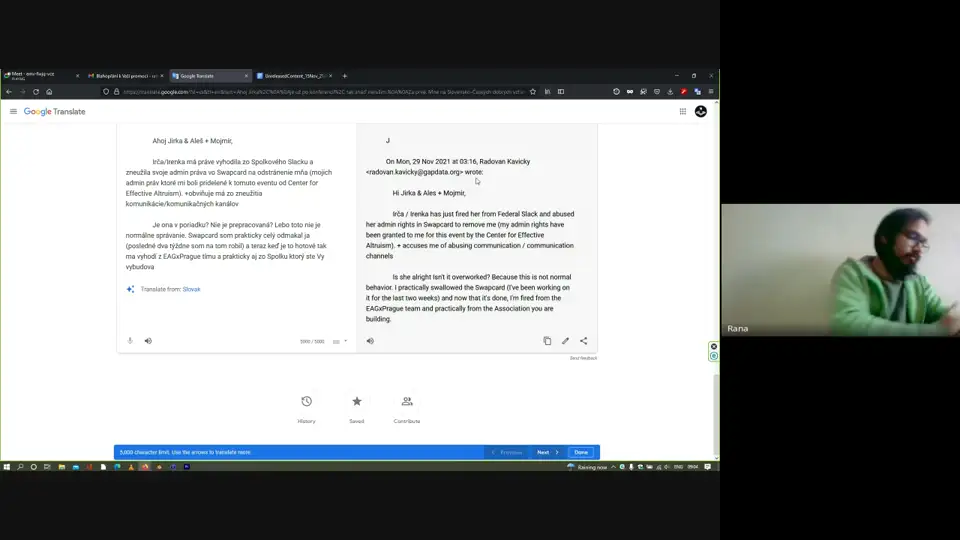 Google Translate
Google Translate
Ahoj Jirka & Aleš + Mojmir,
Irča/Irenka má práve vyhodila zo Spolkového Slacku a
zneužila svoje admin práva vo Swapcard na odstránenie mňa (mojich
admin práv ktoré mi boli pridelené k tomuto eventu od Center for
Effective Altruism). +obviňuje má zo zneužitia
komunikácie/komunikačných kanálov
Je ona v poriadku? Nie je prepracovaná? Lebo toto nie je
normálne správanie. Swapcard som prakticky celý odmakal ja
(posledné dva týždne som na tom robil) a teraz keď je to hotové tak
ma vyhodí z EAGxPrague tímu a prakticky aj zo Spolku ktorý ste Vy
vybudova
Translate from: Slovak
5000 / 5000
J
On Mon, 29 Nov 2021 at 03:16, Radovan Kavicky
<radovan.kavicky@gapdata.org> wrote:
Hi Jirka & Ales + Mojmir,
Irča / Irenka has just fired her from Federal Slack and abused
her admin rights in Swapcard to remove me (my admin rights have
been granted to me for this event by the Center for Effective
Altruism). + accuses me of abusing communication / communication
channels
Is she alright Isn't it overworked? Because this is not normal
behavior. I practically swallowed the Swapcard (I've been working on
it for the last two weeks) and now that it's done, I'm fired from the
EAGxPrague team and practically from the Association you are
building.
Send feedback
History
Saved
Contribute
5,000 character limit. Use the arrows to translate more.
Previous
Next
Done
Raining now
09:04
Rana